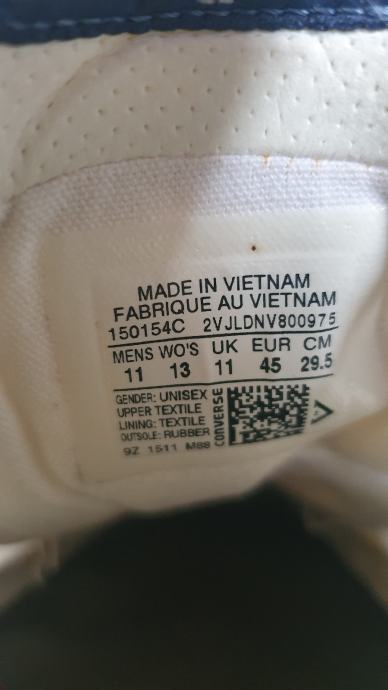 MADE IN VIETNAM
FABRIQUE AU VIETNAM
150154C 2VJLDNV800975
MENS WO'S UK EUR CM
11 13 11 45 29.5
GENDER: UNISEX
UPPER TEXTILE
LINING: TEXTILE
OUTSOLE: RUBBER
9Z 1511 M88
CONVERSE